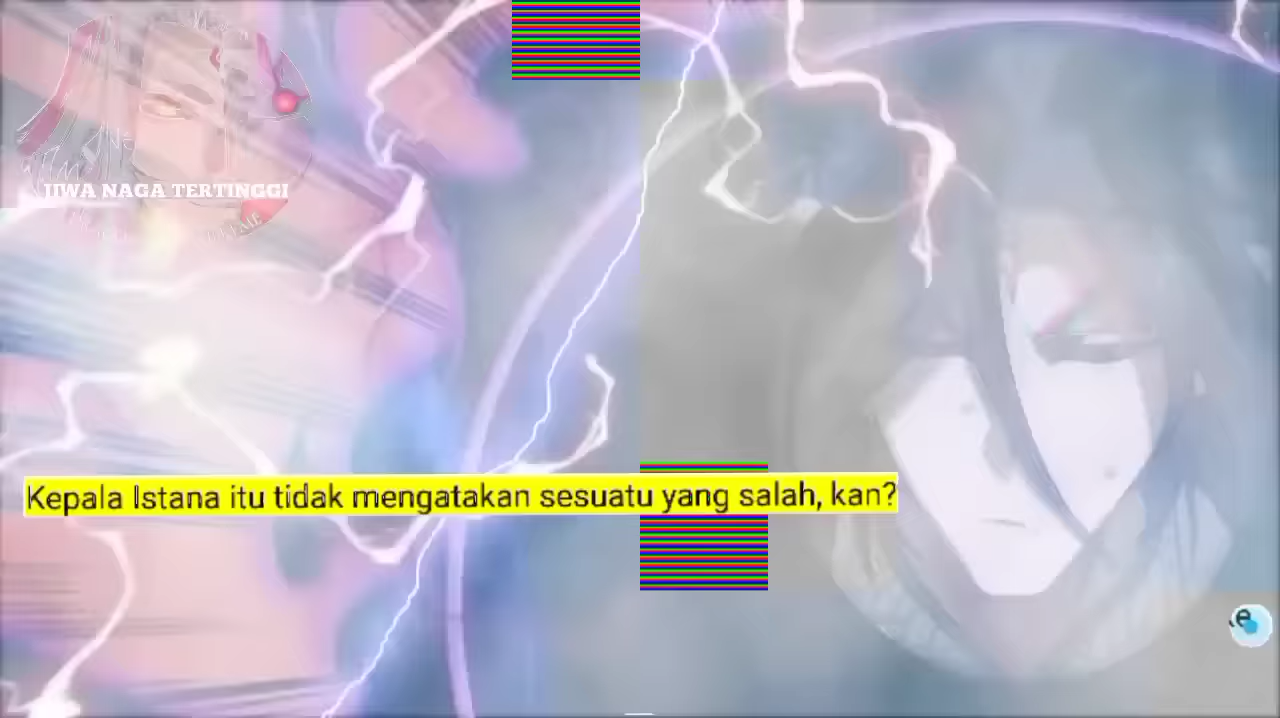 JIWA NAGA TERTINGGI
Kepala Istana itu tidak mengatakan sesuatu yang salah, kan?